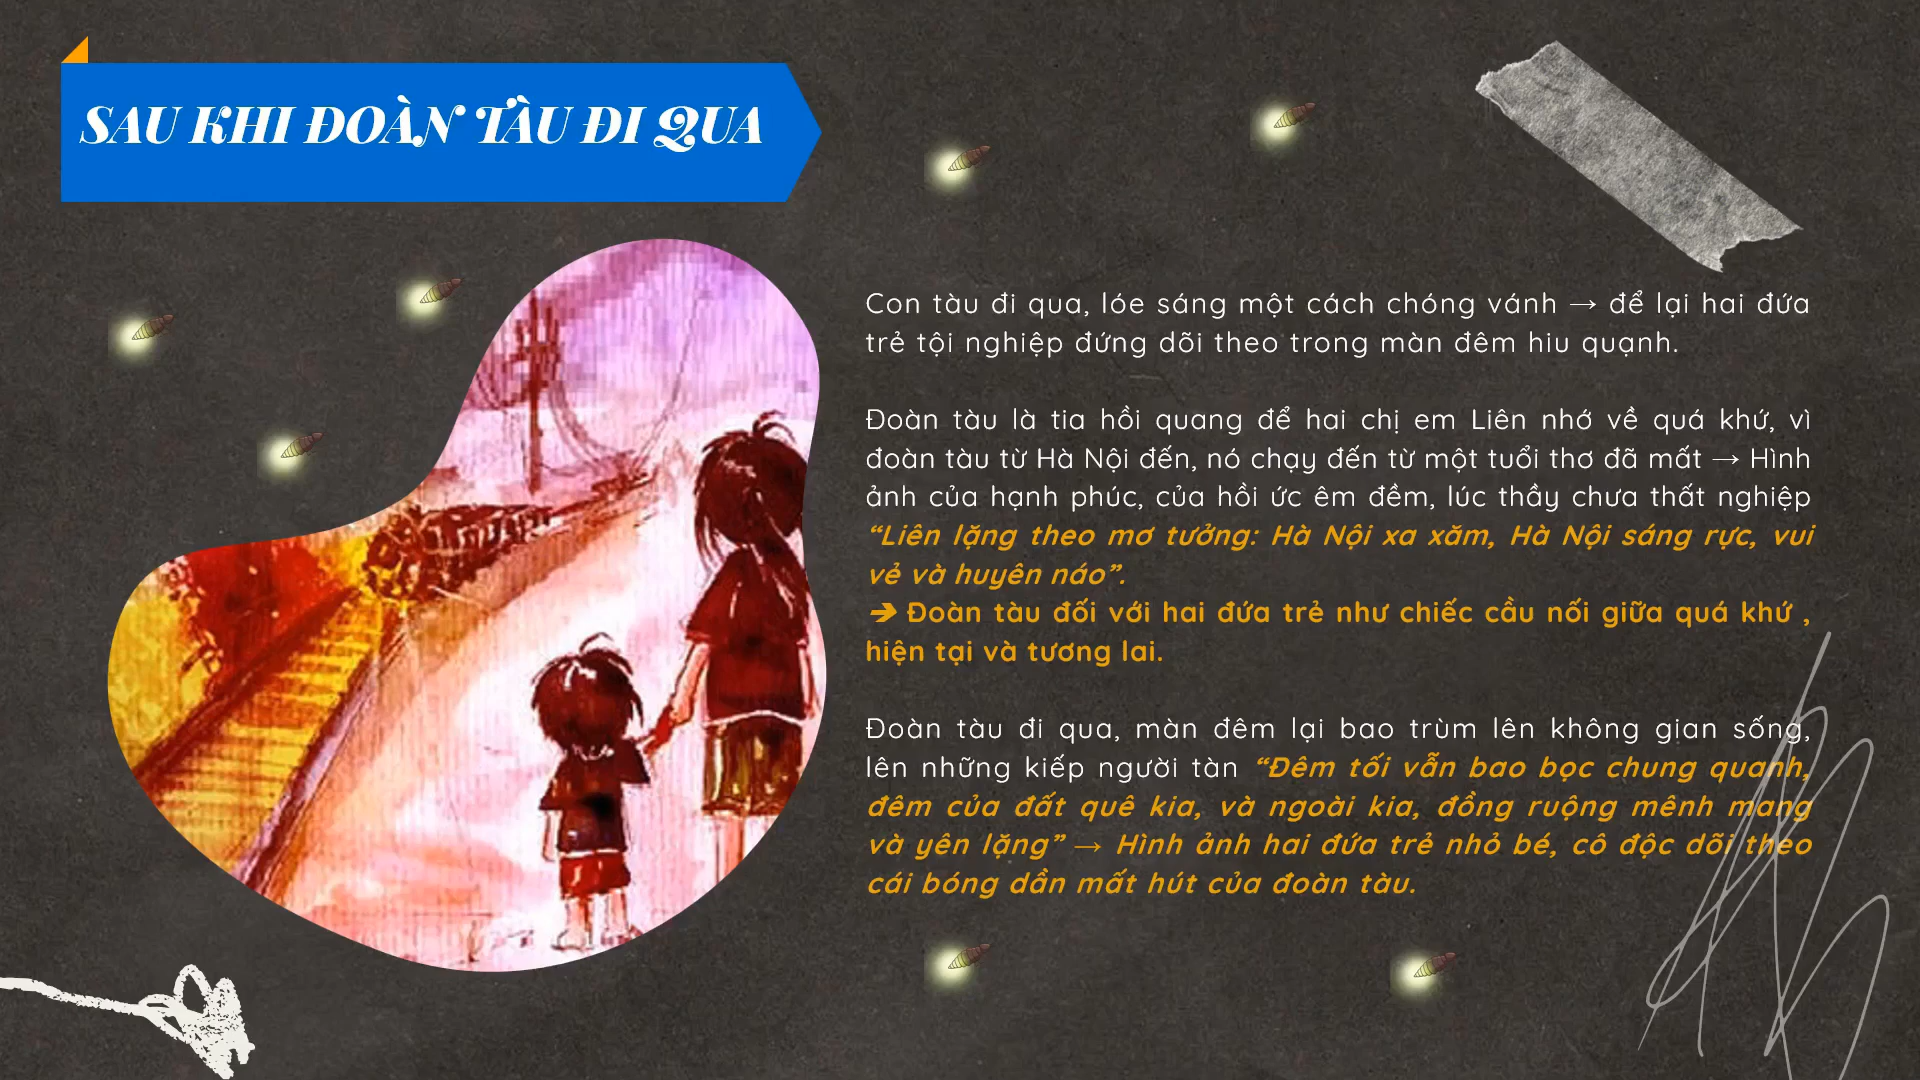 SAU KHI ĐOÀN TÀU ĐI QUA
Con tàu đi qua, lóe sáng một cách chóng vánh → để lại hai đứa
trẻ tội nghiệp đứng dõi theo trong màn đêm hiu quạnh.
Đoàn tàu là tia hồi quang để hai chị em Liên nhớ về quá khứ, vì
đoàn tàu từ Hà Nội đến, nó chạy đến từ một tuổi thơ đã mất → Hình
ảnh của hạnh phúc, của hồi ức êm đềm, lúc thầy chưa thất nghiệp
“Liên lặng theo mơ tưởng: Hà Nội xa xăm, Hà Nội sáng rực, vui
vẻ và huyên náo”.
➔ Đoàn tàu đối với hai đứa trẻ như chiếc cầu nối giữa quá khứ ,
hiện tại và tương lai.
Đoàn tàu đi qua, màn đêm lại bao trùm lên không gian sống,
lên những kiếp người tàn “Đêm tối vẫn bao bọc chung quanh,
đêm của đất quê kia, và ngoài kia, đồng ruộng mênh mang
và yên lặng” → Hình ảnh hai đứa trẻ nhỏ bé, cô độc dõi theo
cái bóng dần mất hút của đoàn tàu.